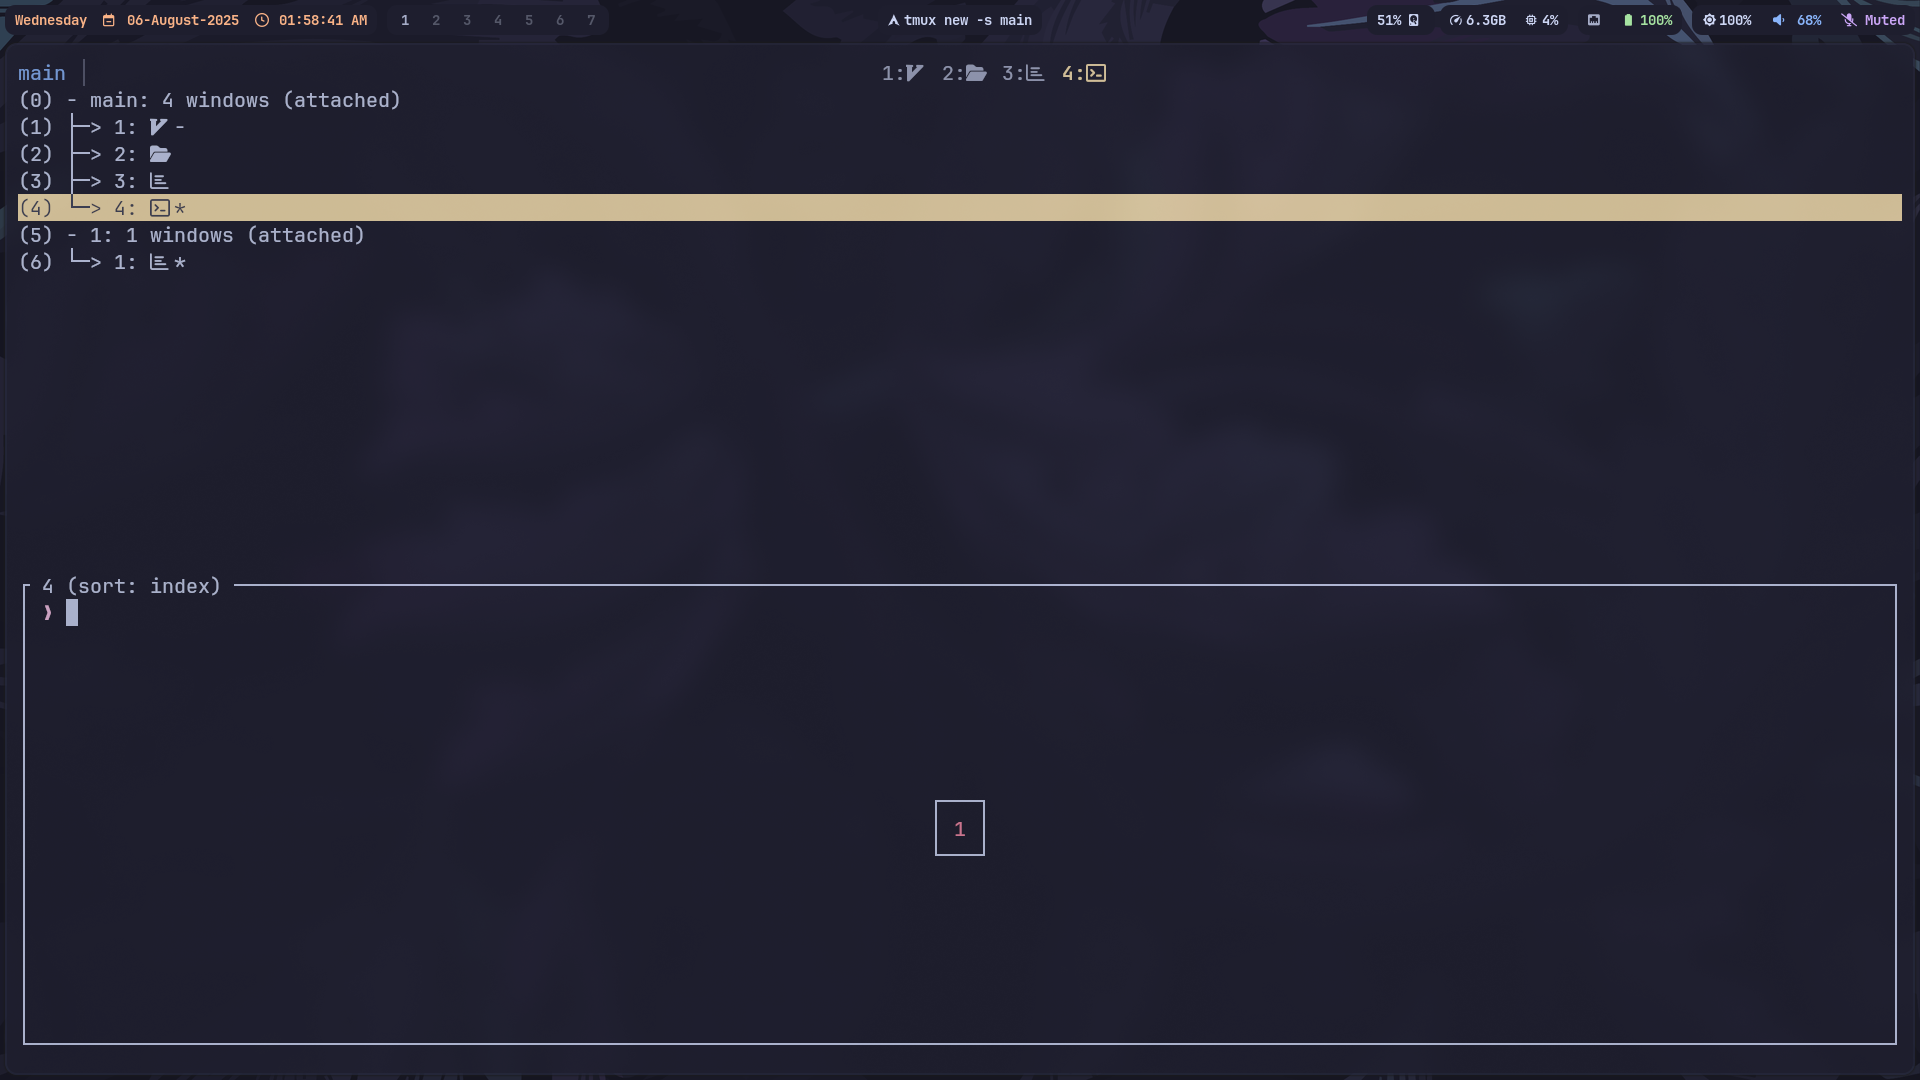 Wednesday 06-August-2025 01:58:41 AM 1 2 3 4 5 6 7 tmux new -s main 51% 6.3GB 4% 100% 100% 68% Muted
main │ 1: 2: 3: 4:
(0) - main: 4 windows (attached)
(1) ├─> 1: -
(2) ├─> 2:
(3) ├─> 3:
(4) └─> 4: *
(5) - 1: 1 windows (attached)
(6) └─> 1: *
4 (sort: index)
❯
1